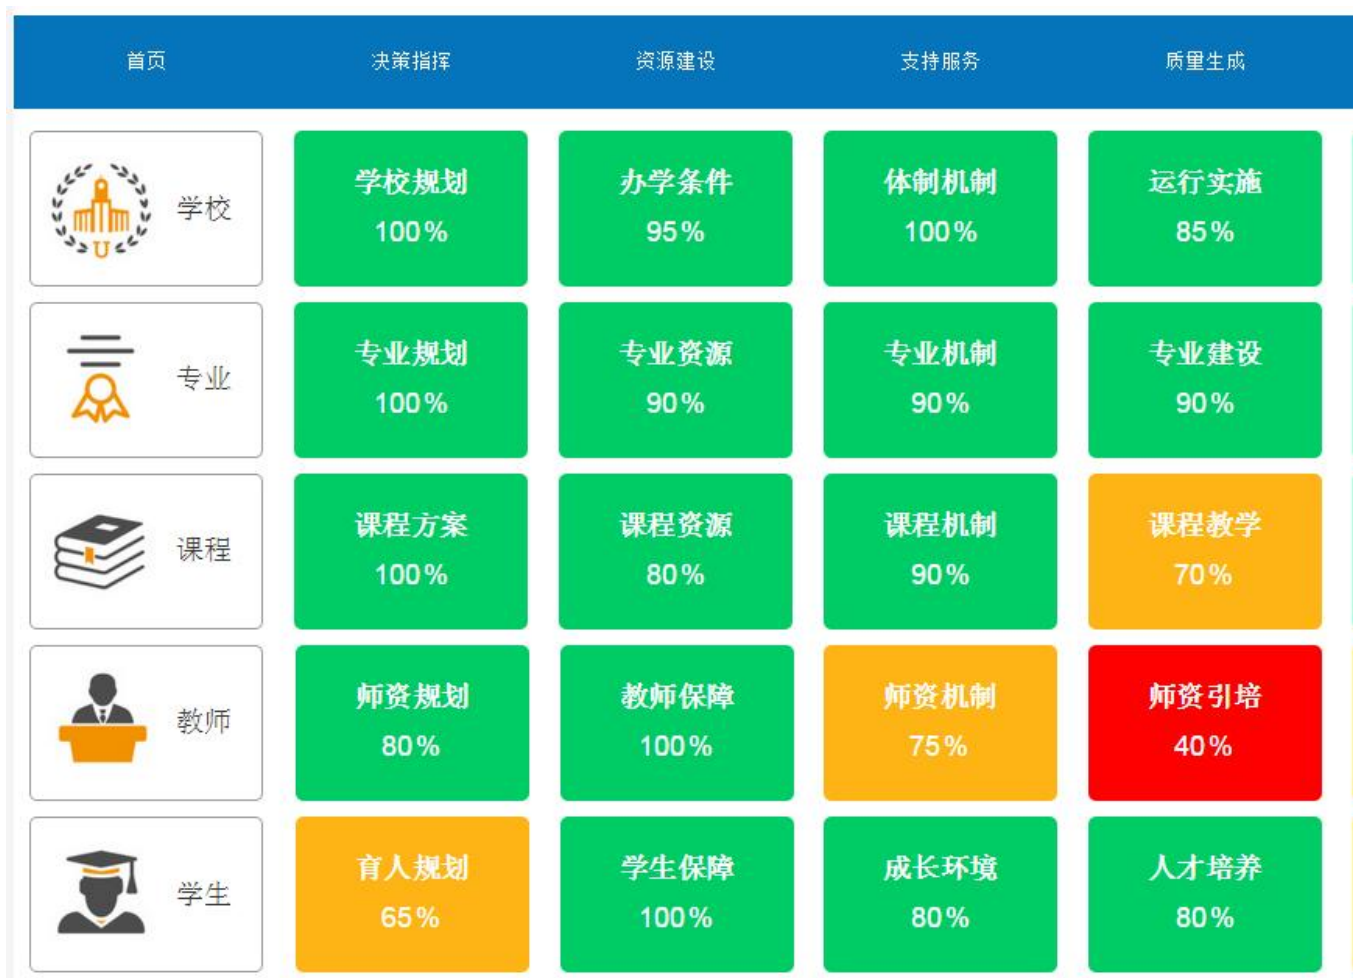 首页 决策指挥 资源建设 支持服务 质量生成
学校 学校规划 办学条件 体制机制 运行实施
100% 95% 100% 85%
U
专业 专业规划 专业资源 专业机制 专业建设
100% 90% 90% 90%
课程 课程方案 课程资源 课程机制 课程教学
100% 80% 90% 70%
教师 师资规划 教师保障 师资机制 师资引培
80% 100% 75% 40%
学生 育人规划 学生保障 成长环境 人才培养
65% 100% 80% 80%